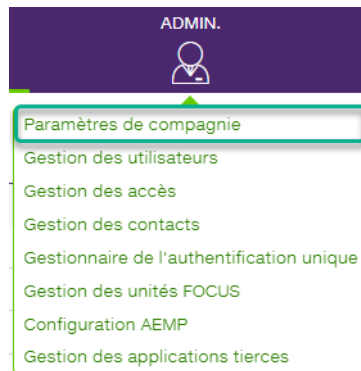 ADMIN.
Paramètres de compagnie
Gestion des utilisateurs
Gestion des accès
Gestion des contacts
Gestionnaire de l'authentification unique
Gestion des unités FOCUS
Configuration AEMP
Gestion des applications tierces